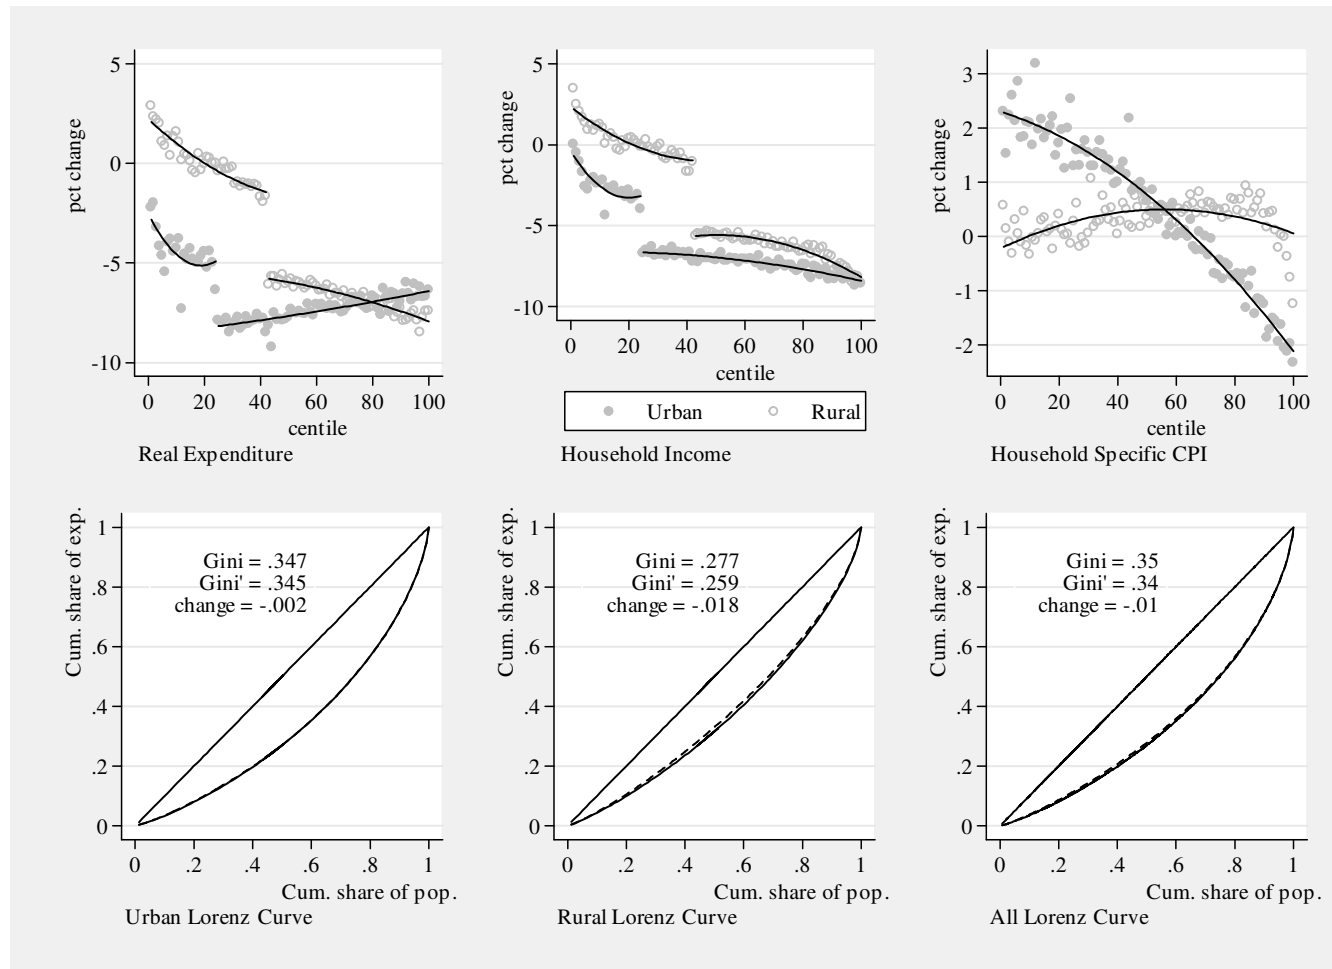 5
0
-5
-10
pct change
0 20 40 60 80 100
centile
Real Expenditure
5
0
-5
-10
pct change
0 20 40 60 80 100
centile
Urban Rural
Household Income
3
2
1
0
-1
-2
pct change
0 20 40 60 80 100
centile
Household Specific CPI
1
.8
.6
.4
.2
0
Cum. share of exp.
Gini = .347
Gini' = .345
change = -.002
0 .2 .4 .6 .8 1
Cum. share of pop.
Urban Lorenz Curve
1
.8
.6
.4
.2
0
Cum. share of exp.
Gini = .277
Gini' = .259
change = -.018
0 .2 .4 .6 .8 1
Cum. share of pop.
Rural Lorenz Curve
1
.8
.6
.4
.2
0
Cum. share of exp.
Gini = .35
Gini' = .34
change = -.01
0 .2 .4 .6 .8 1
Cum. share of pop.
All Lorenz Curve